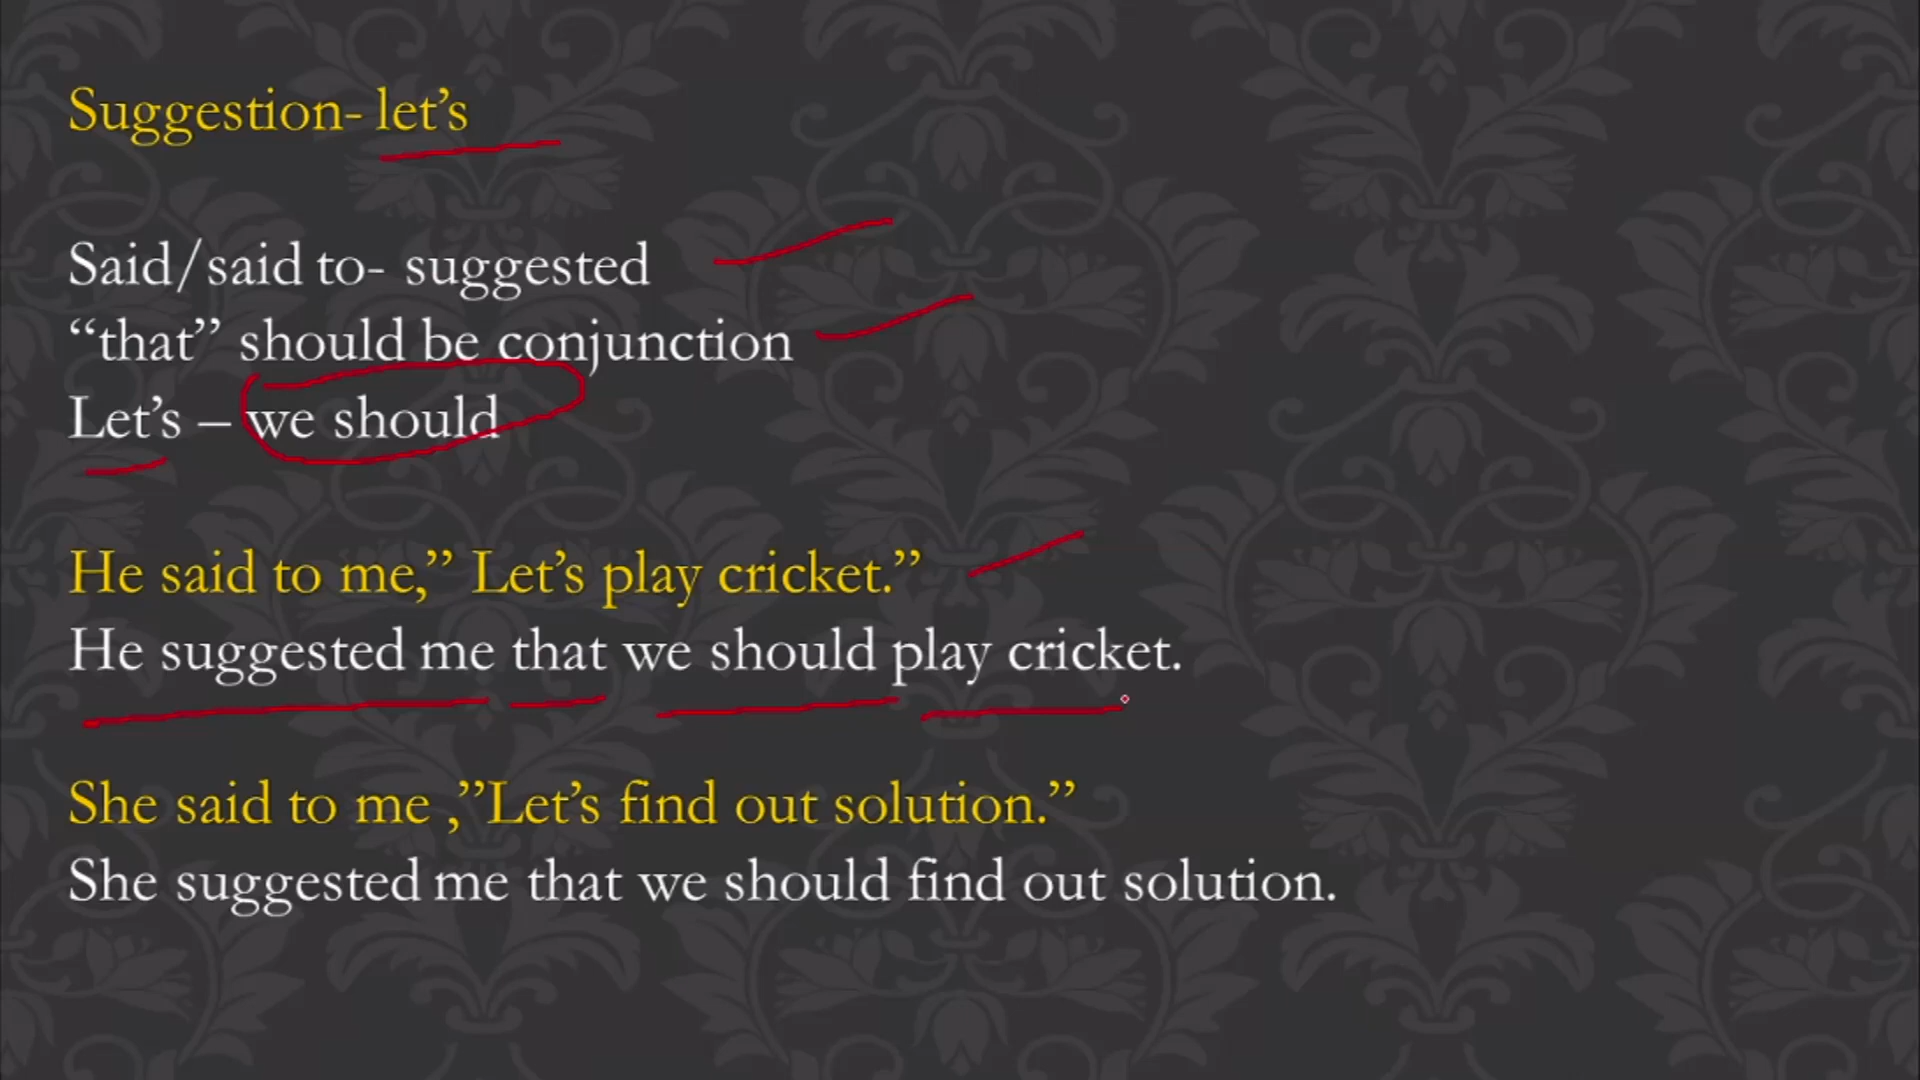 Suggestion- let’s
Said/said to- suggested
“that” should be conjunction
Let’s – we should
He said to me,” Let’s play cricket.”
He suggested me that we should play cricket.
She said to me ,”Let’s find out solution.”
She suggested me that we should find out solution.